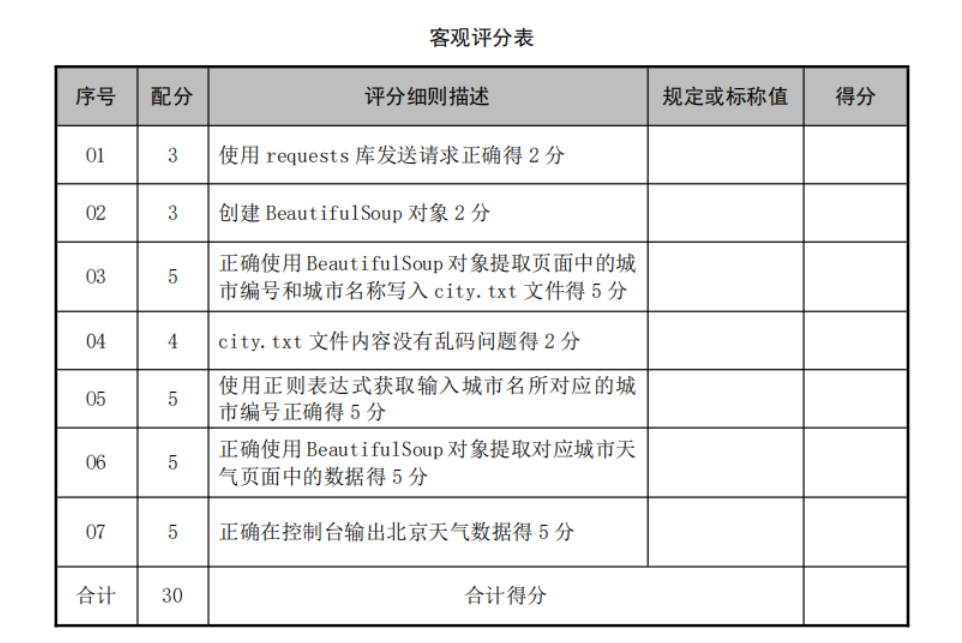 客观评分表
序号 配分 评分细则描述 规定或标称值 得分
01 3 使用 requests 库发送请求正确得 2 分
02 3 创建 BeautifulSoup 对象 2 分
03 5 正确使用 BeautifulSoup 对象提取页面中的城
市编号和城市名称写入 city.txt 文件得 5 分
04 4 city.txt 文件内容没有乱码问题得 2 分
05 5 使用正则表达式获取输入城市名所对应的城
市编号正确得 5 分
06 5 正确使用 BeautifulSoup 对象提取对应城市天
气页面中的数据得 5 分
07 5 正确在控制台输出北京天气数据得 5 分
合计 30 合计得分